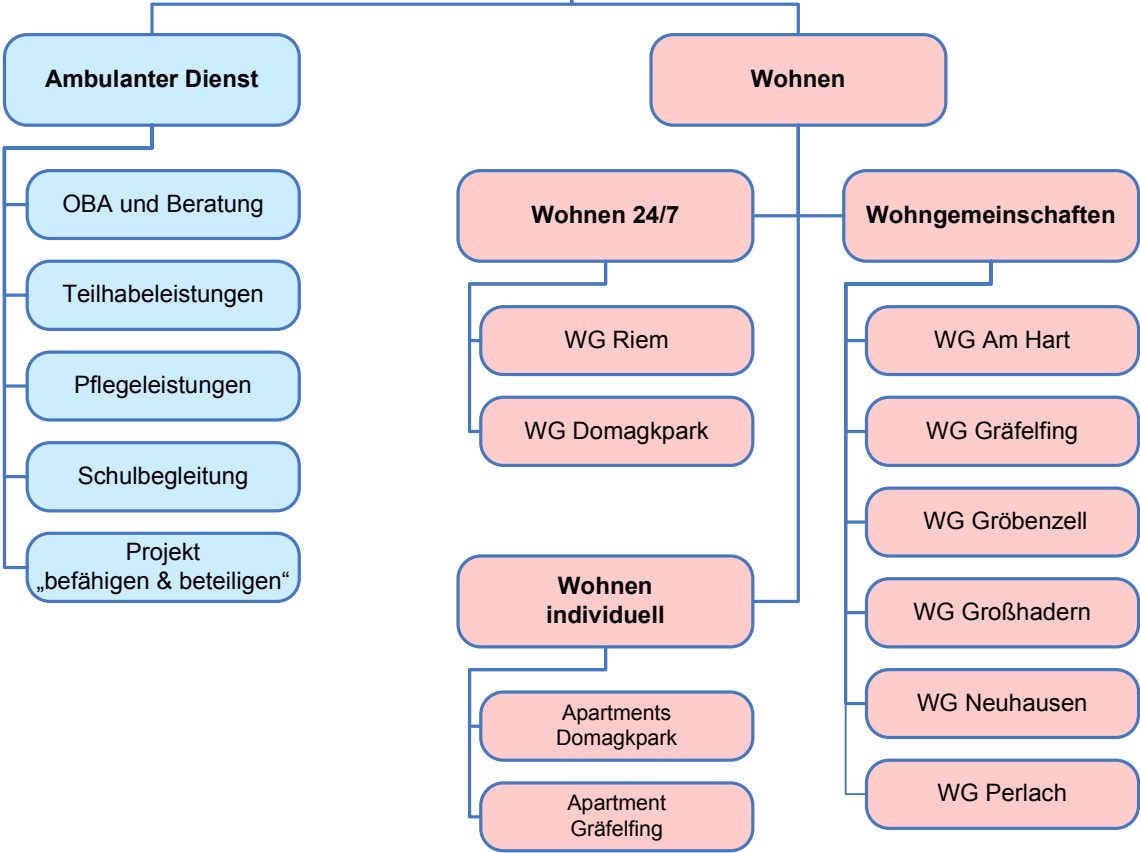 Ambulanter Dienst
OBA und Beratung
Teilhabeleistungen
Pflegeleistungen
Schulbegleitung
Projekt
„befähigen & beteiligen“
Wohnen
Wohnen 24/7
WG Riem
WG Domagkpark
Wohnen
individuell
Apartments
Domagkpark
Apartment
Gräfelfing
Wohngemeinschaften
WG Am Hart
WG Gräfelfing
WG Gröbenzell
WG Großhadern
WG Neuhausen
WG Perlach